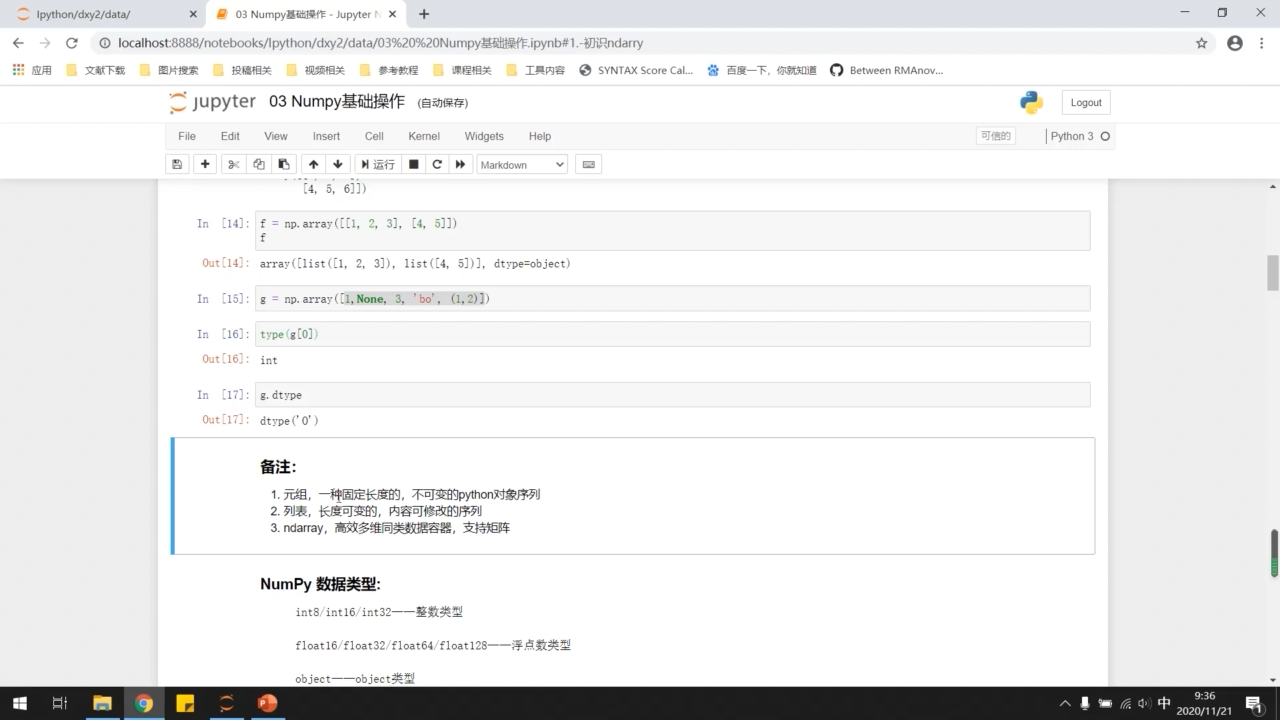 lpython/dxy2/data/
03 Numpy基础操作 - Jupyter N
localhost:8888/notebooks/lpython/dxy2/data/03%20%20Numpy基础操作.ipynb#1.-初识ndarry
应用 文献下载 图片搜索 投稿相关 视频相关 参考教程 课程相关 工具内容 SYNTAX Score Cal... 百度一下，你就知道 Between RMAnov...
jupyter 03 Numpy基础操作 (自动保存)
Logout
File Edit View Insert Cell Kernel Widgets Help
可信的 Python 3
运行 Markdown
[4, 5, 6]])
In [14]: f = np.array([[1, 2, 3], [4, 5]])
f
Out[14]: array([list([1, 2, 3]), list([4, 5])], dtype=object)
In [15]: g = np.array([1,None, 3, 'bo', (1,2)])
In [16]: type(g[0])
Out[16]: int
In [17]: g.dtype
Out[17]: dtype('O')
备注：
1. 元组，一种固定长度的，不可变的python对象序列
2. 列表，长度可变的，内容可修改的序列
3. ndarray，高效多维同类数据容器，支持矩阵
NumPy 数据类型:
int8/int16/int32——整数类型
float16/float32/float64/float128——浮点数类型
object——object类型
中
9:36
2020/11/21
1